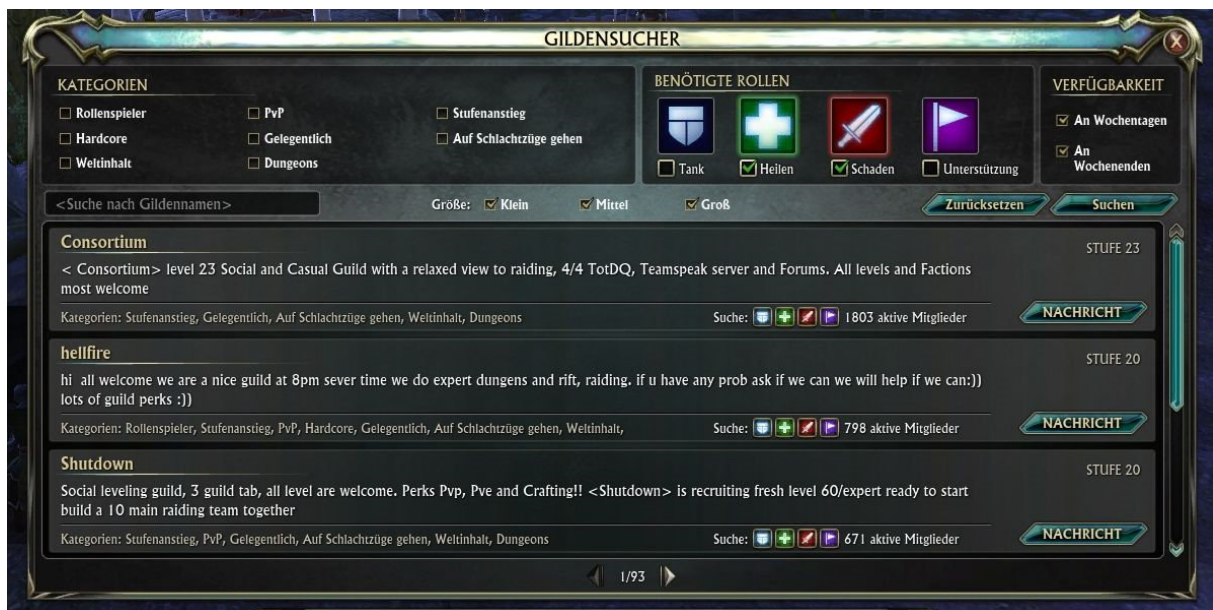 GILDENSUCHER
KATEGORIEN
Rollenspieler
PvP
Stufenanstieg
Hardcore
Gelegentlich
Auf Schlachtzüge gehen
Weltinhalt
Dungeons
BENÖTIGTE ROLLEN
Tank
Heilen
Schaden
Unterstützung
VERFÜGBARKEIT
An Wochentagen
An
Wochenenden
<Suche nach Gildennamen>
Größe:
Klein
Mittel
Groß
Zurücksetzen
Suchen
Consortium
STUFE 23
< Consortium> level 23 Social and Casual Guild with a relaxed view to raiding, 4/4 TotDQ, Teamspeak server and Forums. All levels and Factions
most welcome
Kategorien: Stufenanstieg, Gelegentlich, Auf Schlachtzüge gehen, Weltinhalt, Dungeons
Suche: 1803 aktive Mitglieder
NACHRICHT
hellfire
STUFE 20
hi all welcome we are a nice guild at 8pm sever time we do expert dungens and rift, raiding. if u have any prob ask if we can we will help if we can:))
lots of guild perks :))
Kategorien: Rollenspieler, Stufenanstieg, PvP, Hardcore, Gelegentlich, Auf Schlachtzüge gehen, Weltinhalt,
Suche: 798 aktive Mitglieder
NACHRICHT
Shutdown
STUFE 20
Social leveling guild, 3 guild tab, all level are welcome. Perks Pvp, Pve and Crafting!! <Shutdown> is recruiting fresh level 60/expert ready to start
build a 10 main raiding team together
Kategorien: Stufenanstieg, PvP, Gelegentlich, Auf Schlachtzüge gehen, Weltinhalt, Dungeons
Suche: 671 aktive Mitglieder
NACHRICHT
1/93